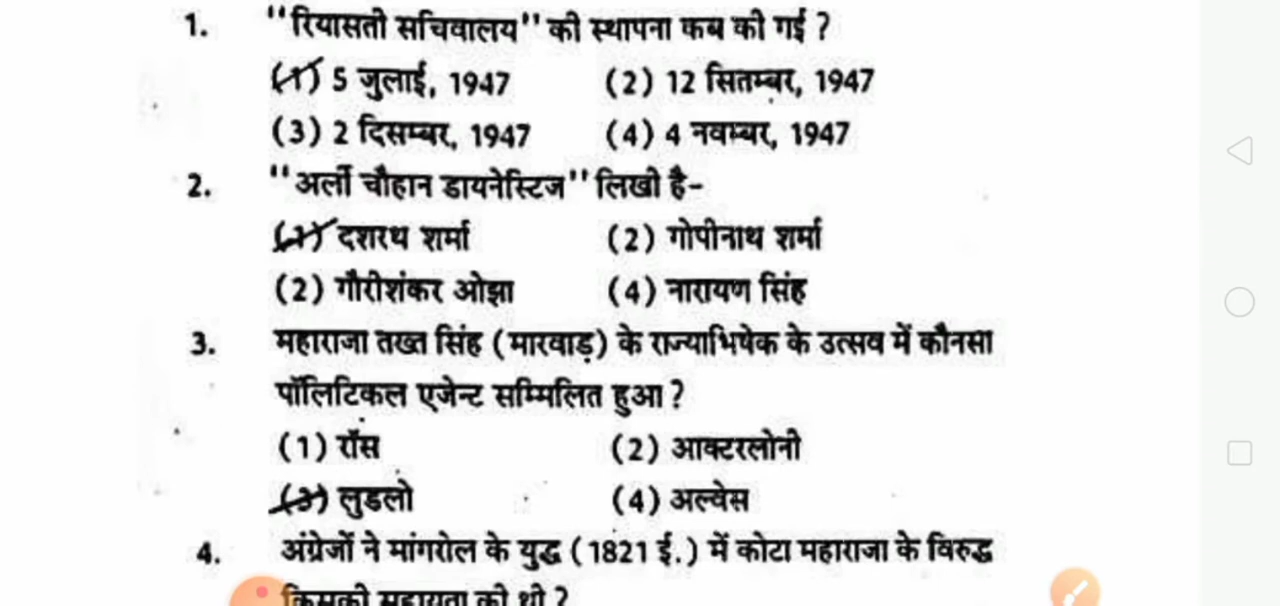 1. "रियासती सचिवालय" की स्थापना कब की गई ?
(1) 5 जुलाई, 1947 (2) 12 सितम्बर, 1947
(3) 2 दिसम्बर, 1947 (4) 4 नवम्बर, 1947
2. "अर्ली चौहान डायनेस्टिज" लिखी है-
(1) दशरथ शर्मा (2) गोपीनाथ शर्मा
(2) गौरीशंकर ओझा (4) नारायण सिंह
3. महाराजा तख्त सिंह (मारवाड़) के राज्याभिषेक के उत्सव में कौनसा
पॉलिटिकल एजेन्ट सम्मिलित हुआ ?
(1) रॉस (2) आक्टरलोनी
(3) लुडलो (4) अल्वेस
4. अंग्रेजों ने मांगरोल के युद्ध (1821 ई.) में कोटा महाराजा के विरुद्ध
किसकी सहायता की थी ?